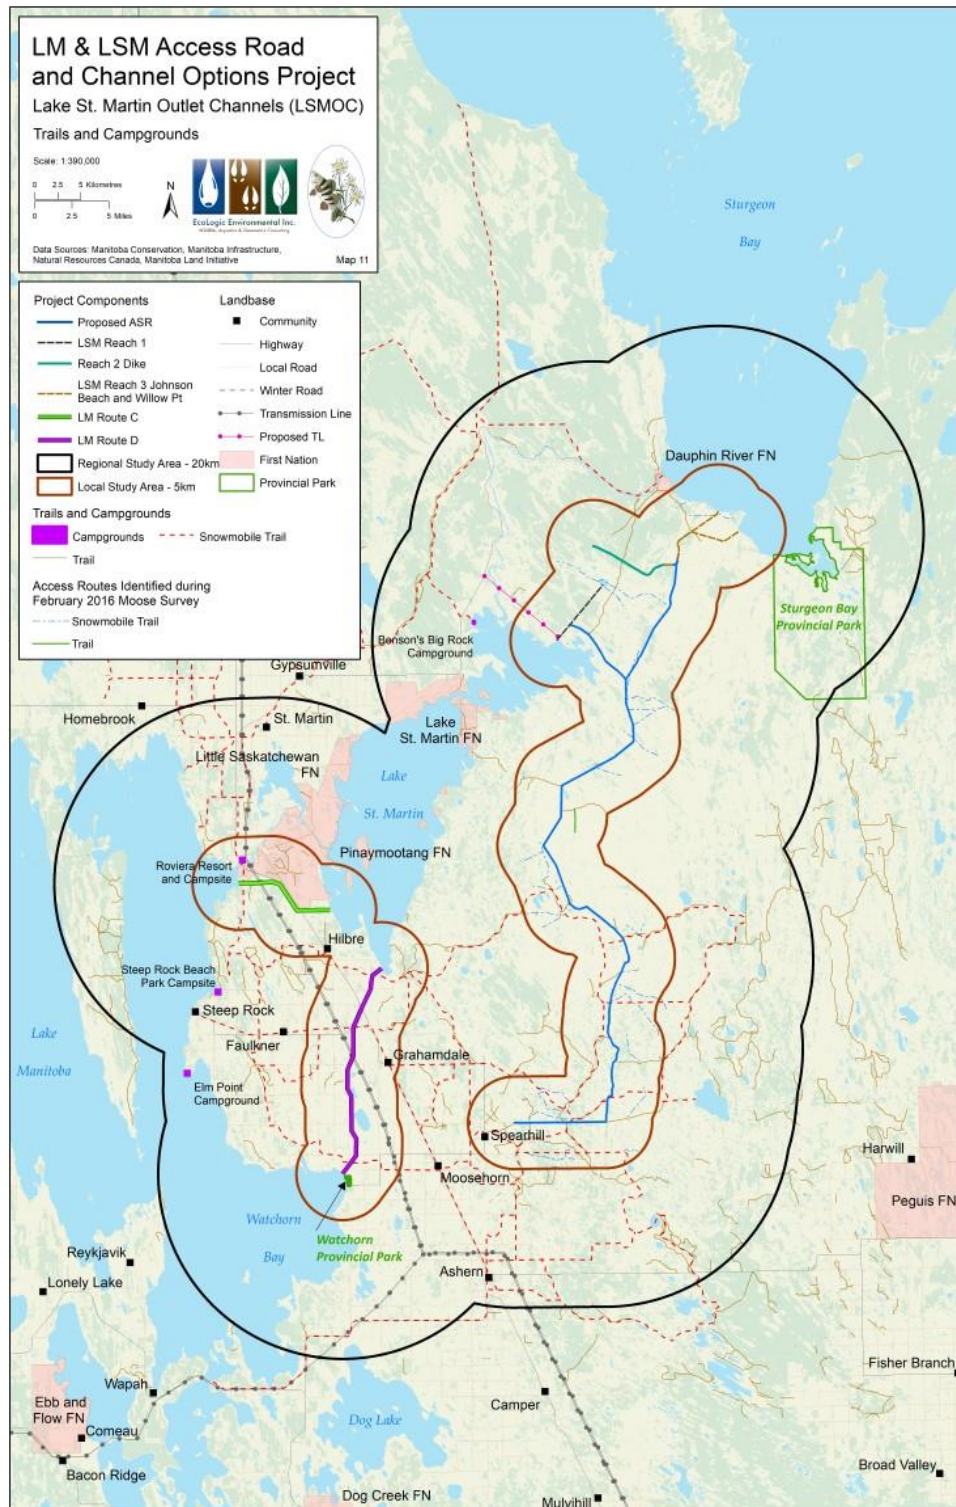 LM & LSM Access Road
and Channel Options Project
Lake St. Martin Outlet Channels (LSMOC)
Trails and Campgrounds
Scale: 1:390,000
0 2.5 5 Kilometres
0 2.5 5 Miles
N
EcoLogic Environmental Inc.
Wildlife, Aquatics & Geomatics Consulting
Data Sources: Manitoba Conservation, Manitoba Infrastructure,
Natural Resources Canada, Manitoba Land Initiative
Map 11
Project Components
Proposed ASR
LSM Reach 1
Reach 2 Dike
LSM Reach 3 Johnson
Beach and Willow Pt
LM Route C
LM Route D
Regional Study Area - 20km
Local Study Area - 5km
Landbase
Community
Highway
Local Road
Winter Road
Transmission Line
Proposed TL
First Nation
Provincial Park
Trails and Campgrounds
Campgrounds
Snowmobile Trail
Trail
Access Routes Identified during
February 2016 Moose Survey
Snowmobile Trail
Trail
Sturgeon
Bay
Dauphin River FN
Sturgeon Bay
Provincial Park
Benson's Big Rock
Campground
Gypsumville
Homebrook
St. Martin
Lake
St. Martin FN
Little Saskatchewan
FN
Lake
St. Martin
Pinaymootang FN
Roviera Resort
and Campsite
Hilbre
Steep Rock Beach
Park Campsite
Steep Rock
Faulkner
Lake
Manitoba
Grahamdale
Elm Point
Campground
Spearhill
Moosehorn
Harwill
Peguis FN
Watchorn
Bay
Watchorn
Provincial Park
Reykjavik
Lonely Lake
Ashern
Fisher Branch
Wapah
Ebb and
Flow FN
Comeau
Bacon Ridge
Camper
Dog Lake
Broad Valley
Dog Creek FN
Mulvihill